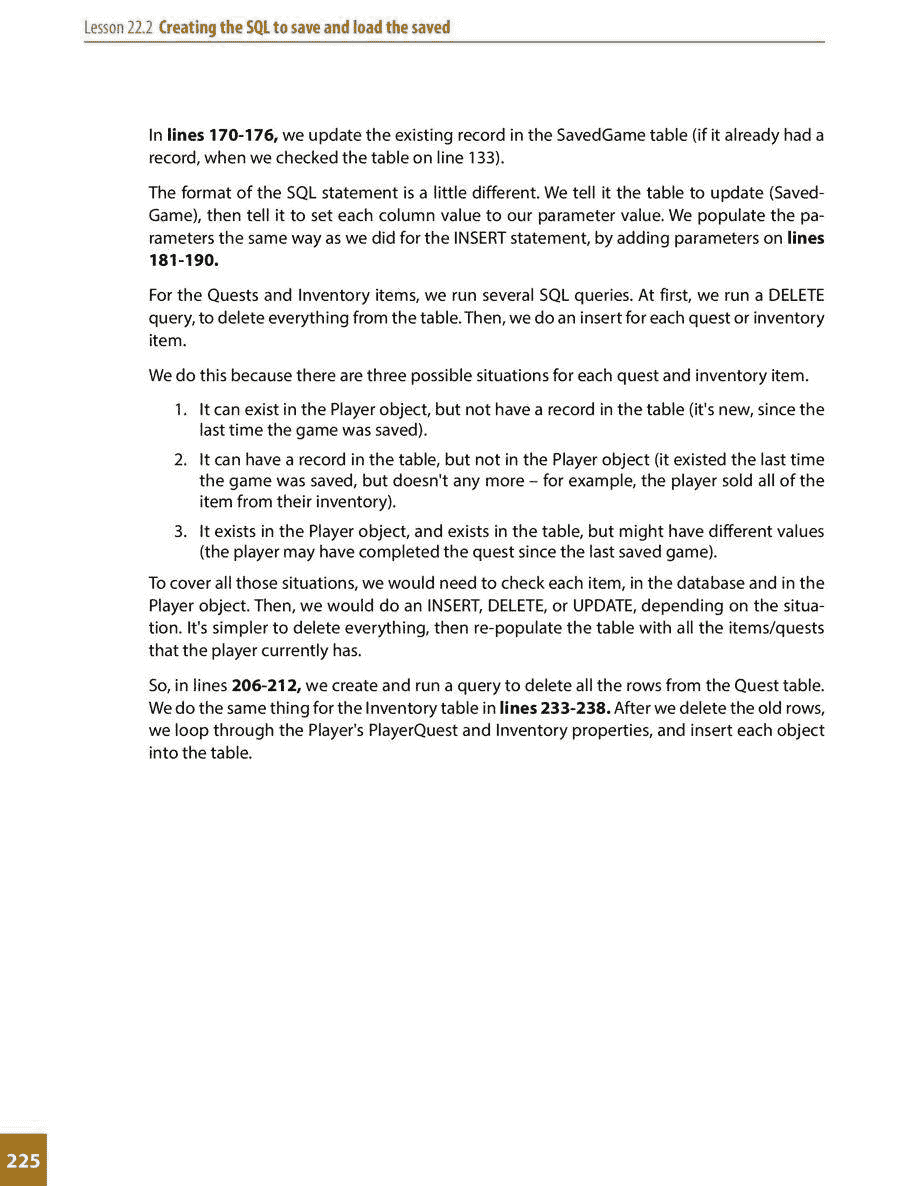 Lesson 22.2 Creating the SQL to save and load the saved
In lines 170-176, we update the existing record in the SavedGame table (if it already had a
record, when we checked the table on line 133).
The format of the SQL statement is a little different. We tell it the table to update (Saved-
Game), then tell it to set each column value to our parameter value. We populate the pa-
rameters the same way as we did for the INSERT statement, by adding parameters on lines
181-190.
For the Quests and Inventory items, we run several SQL queries. At first, we run a DELETE
query, to delete everything from the table. Then, we do an insert for each quest or inventory
item.
We do this because there are three possible situations for each quest and inventory item.
1. It can exist in the Player object, but not have a record in the table (it's new, since the
last time the game was saved).
2. It can have a record in the table, but not in the Player object (it existed the last time
the game was saved, but doesn't any more – for example, the player sold all of the
item from their inventory).
3. It exists in the Player object, and exists in the table, but might have different values
(the player may have completed the quest since the last saved game).
To cover all those situations, we would need to check each item, in the database and in the
Player object. Then, we would do an INSERT, DELETE, or UPDATE, depending on the situa-
tion. It's simpler to delete everything, then re-populate the table with all the items/quests
that the player currently has.
So, in lines 206-212, we create and run a query to delete all the rows from the Quest table.
We do the same thing for the Inventory table in lines 233-238. After we delete the old rows,
we loop through the Player's PlayerQuest and Inventory properties, and insert each object
into the table.
225